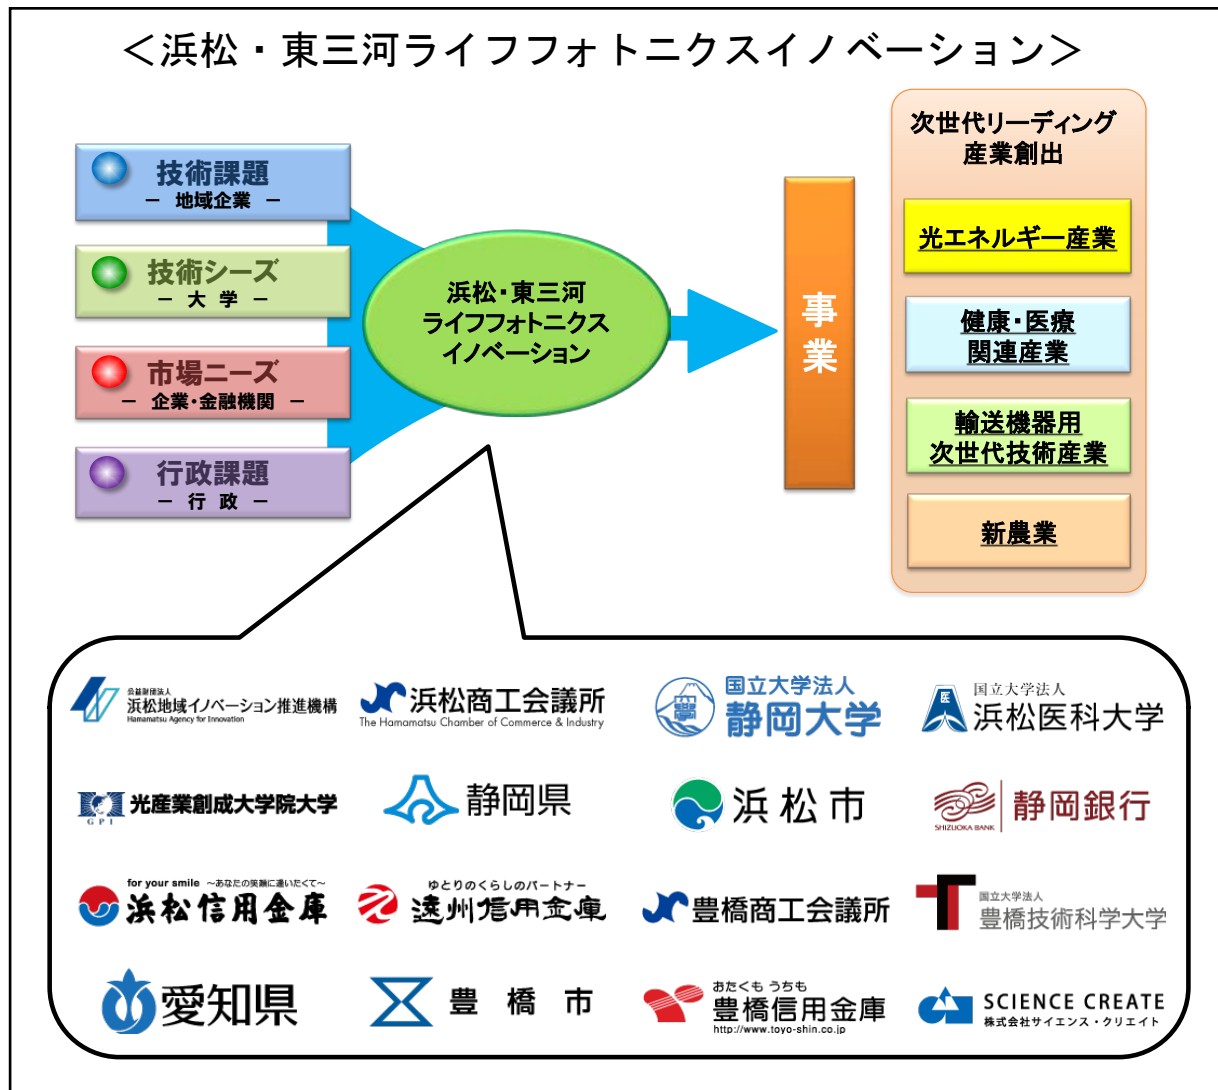 ＜浜松・東三河ライフフォトニクスイノベーション＞
技術課題
－ 地域企業 －
技術シーズ
－ 大 学 －
市場ニーズ
－ 企業・金融機関 －
行政課題
－ 行 政 －
浜松・東三河
ライフフォトニクス
イノベーション
事業
次世代リーディング
産業創出
光エネルギー産業
健康・医療
関連産業
輸送機器用
次世代技術産業
新農業
公益財団法人
浜松地域イノベーション推進機構
Hamamatsu Agency for Innovation
浜松商工会議所
The Hamamatsu Chamber of Commerce & Industry
國學
国立大学法人
静岡大学
医
国立大学法人
浜松医科大学
GPI
光産業創成大学院大学
静岡県
浜松市
SHIZUOKA BANK
静岡銀行
for your smile ～あなたの笑顔に逢いたくて～
浜松信用金庫
ゆとりのくらしのパートナー
遠州信用金庫
豊橋商工会議所
国立大学法人
豊橋技術科学大学
愛知県
豊橋市
おたくも うちも
豊橋信用金庫
http://www.toyo-shin.co.jp
SCIENCE CREATE
株式会社サイエンス・クリエイト